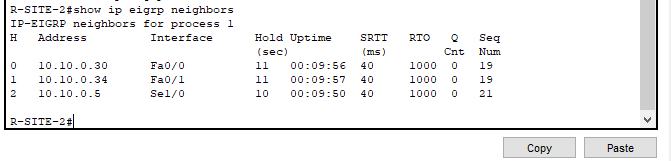 R-SITE-2#show ip eigrp neighbors
IP-EIGRP neighbors for process 1
H   Address         Interface      Hold Uptime    SRTT   RTO   Q   Seq
                                   (sec)          (ms)        Cnt  Num
0   10.10.0.30      Fa0/0          11   00:09:56  40     1000  0   19
1   10.10.0.34      Fa0/1          11   00:09:57  40     1000  0   19
2   10.10.0.5       Se1/0          10   00:09:50  40     1000  0   21
R-SITE-2#
Copy Paste